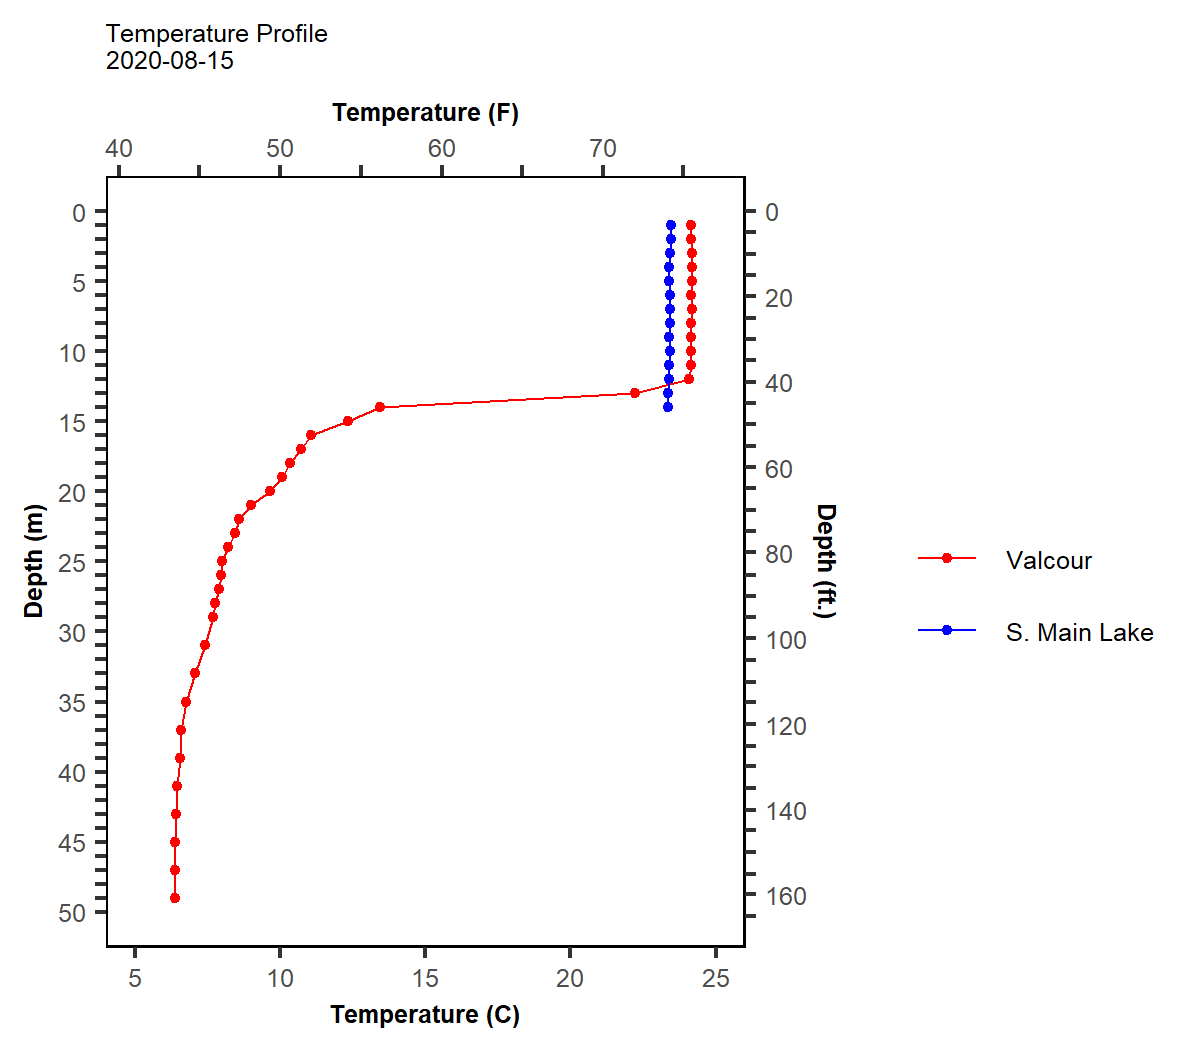 Temperature Profile
2020-08-15
Temperature (F)
40 50 60 70
0
5
10
15
20
25
30
35
40
45
50
Depth (m)
0
20
40
60
80
100
120
140
160
Depth (ft.)
5 10 15 20 25
Temperature (C)
Valcour
S. Main Lake